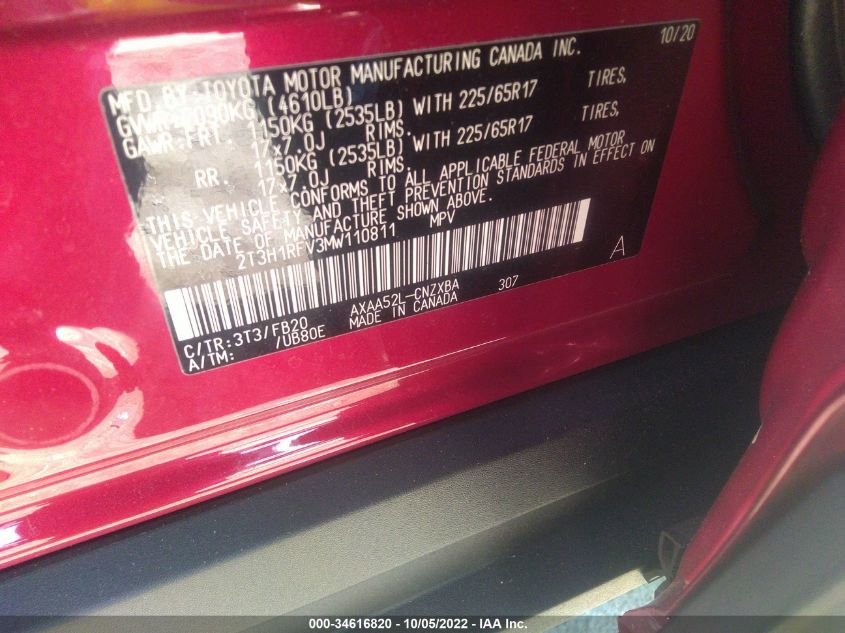 MFD. BY: TOYOTA MOTOR MANUFACTURING CANADA INC. 10/20
GVWR 2090KG (4610LB)
GAWR: FRT. 1150KG (2535LB) WITH 225/65R17 TIRES,
17x7.0J RIMS.
RR. 1150KG (2535LB) WITH 225/65R17 TIRES,
17x7.0J RIMS.
THIS VEHICLE CONFORMS TO ALL APPLICABLE FEDERAL MOTOR
VEHICLE SAFETY AND THEFT PREVENTION STANDARDS IN EFFECT ON
THE DATE OF MANUFACTURE SHOWN ABOVE.
2T3H1RFV3MW110811 MPV
A
C/TR: 3T3/FB20 AXAA52L-CNZXBA 307
A/TM: /UB80E MADE IN CANADA
000-34616820 - 10/05/2022 - IAA Inc.